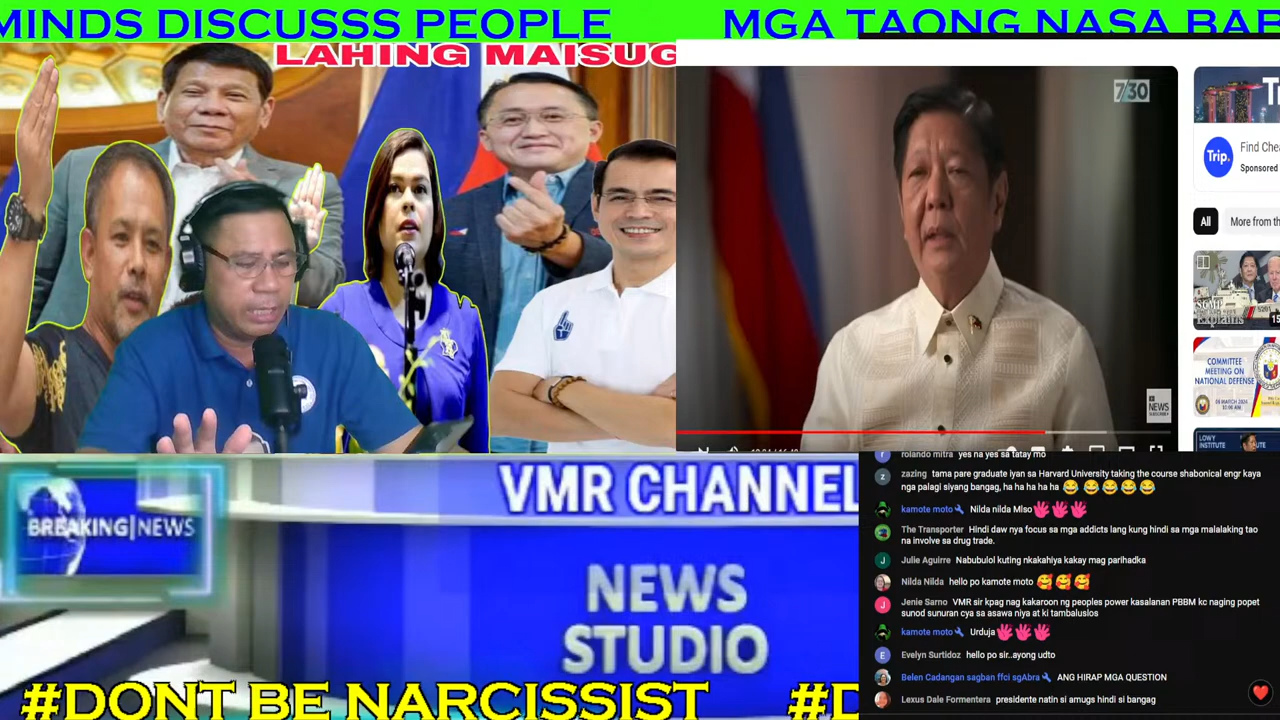 MINDS DISCUSSS PEOPLE
MGA TAONG NASA BAB
LAHING MAISUG
7/30
NEWS
Trip.
Find Chea
Sponsored
All
More from th
Explains
COMMITTEE
MEETING ON
NATIONAL DEFENSE
LOWY
INSTITUTE
BREAKING|NEWS
VMR CHANNEL
NEWS
STUDIO
#DONT BE NARCISSIST
#D
rolando mitra yes na yes sa tatay mo
zazing tama pare graduate iyan sa Harvard University taking the course shabonical engr kaya
nga palagi siyang bangag, ha ha ha ha ha 😂 😂 😂 😂 😂
kamote moto Nilda nilda Mlso
The Transporter Hindi daw nya focus sa mga addicts lang kung hindi sa mga malalaking tao
na involve sa drug trade.
Julie Aguirre Nabubulol kuting nkakahiya kakay mag parihadka
Nilda Nilda hello po kamote moto 🥰 🥰 🥰
Jenie Sarno VMR sir kpag nag kakaroon ng peoples power kasalanan PBBM kc naging popet
sunod sunuran cya sa asawa niya at ki tambaluslos
kamote moto Urduja
Evelyn Surtidoz hello po sir..ayong udto
Belen Cadangan sagban ffci sgAbra ANG HIRAP MGA QUESTION
Lexus Dale Formentera presidente natin si amugs hindi si bangag